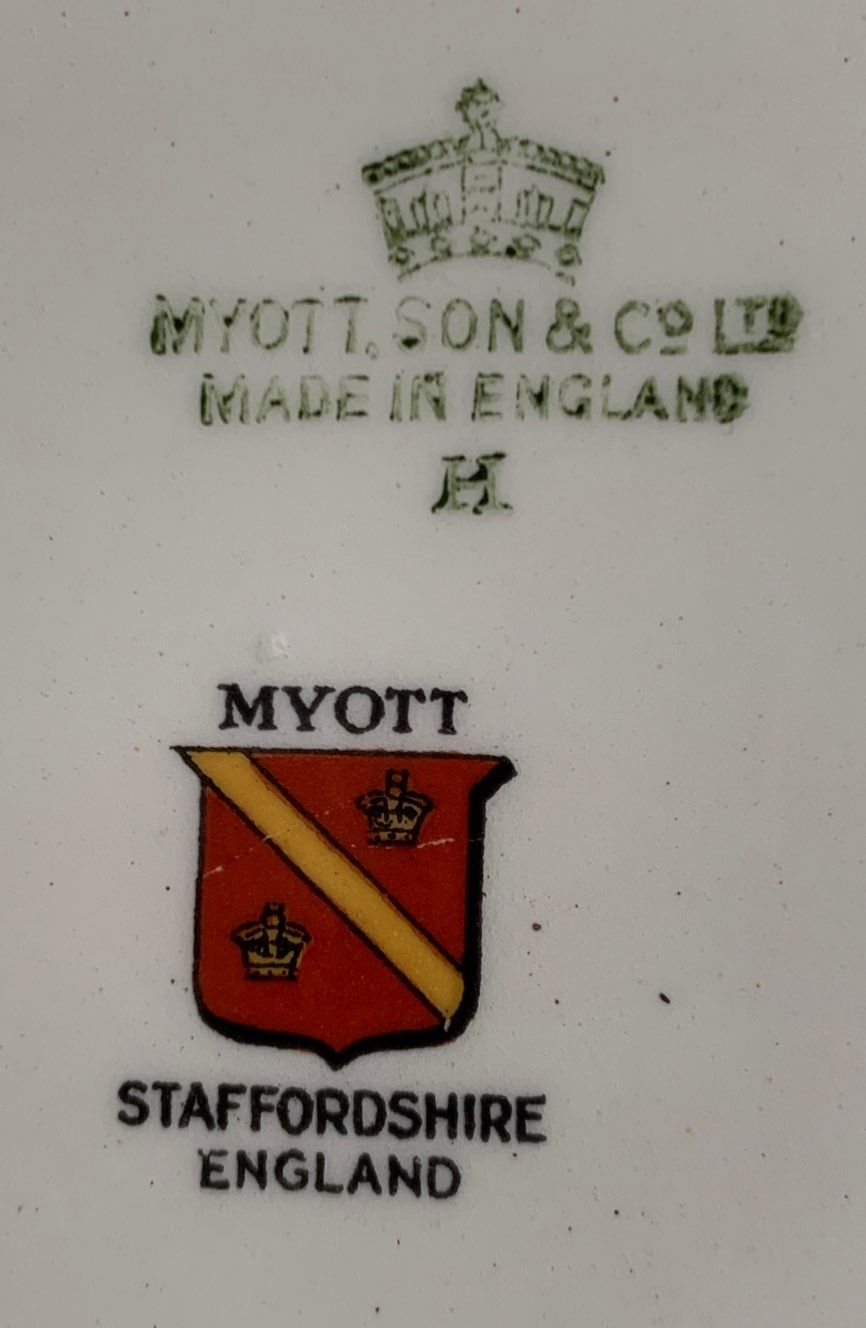 MYOTT, SON & Cº LTD
MADE IN ENGLAND
H
MYOTT
STAFFORDSHIRE
ENGLAND